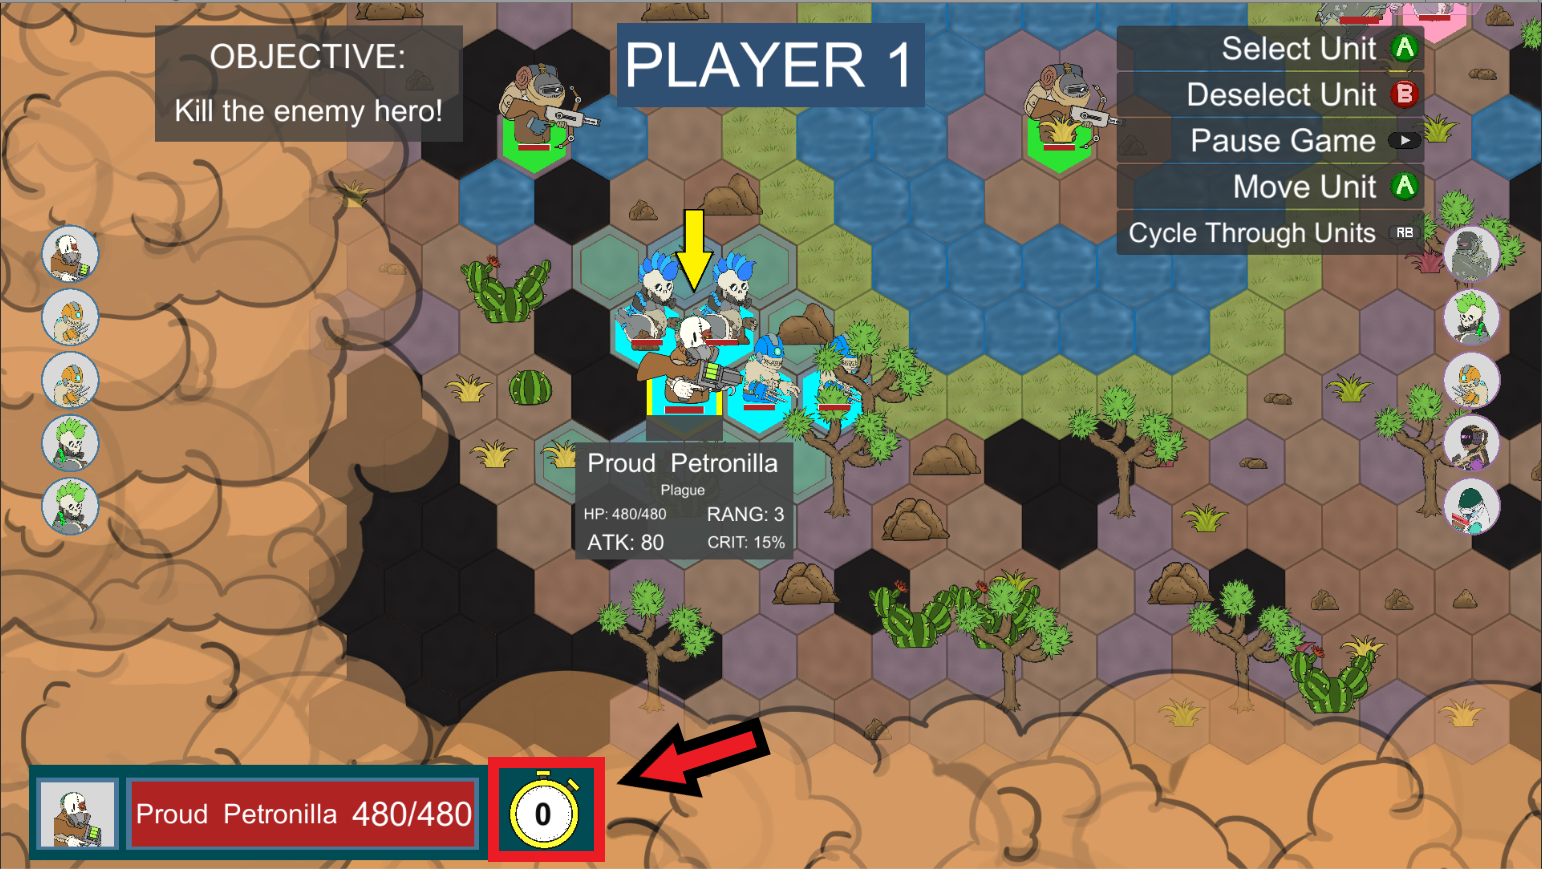 OBJECTIVE:
Kill the enemy hero!
PLAYER 1
Select Unit A
Deselect Unit B
Pause Game
Move Unit A
Cycle Through Units RB
Proud Petronilla
Plague
HP: 480/480 RANG: 3
ATK: 80 CRIT: 15%
Proud Petronilla 480/480
0